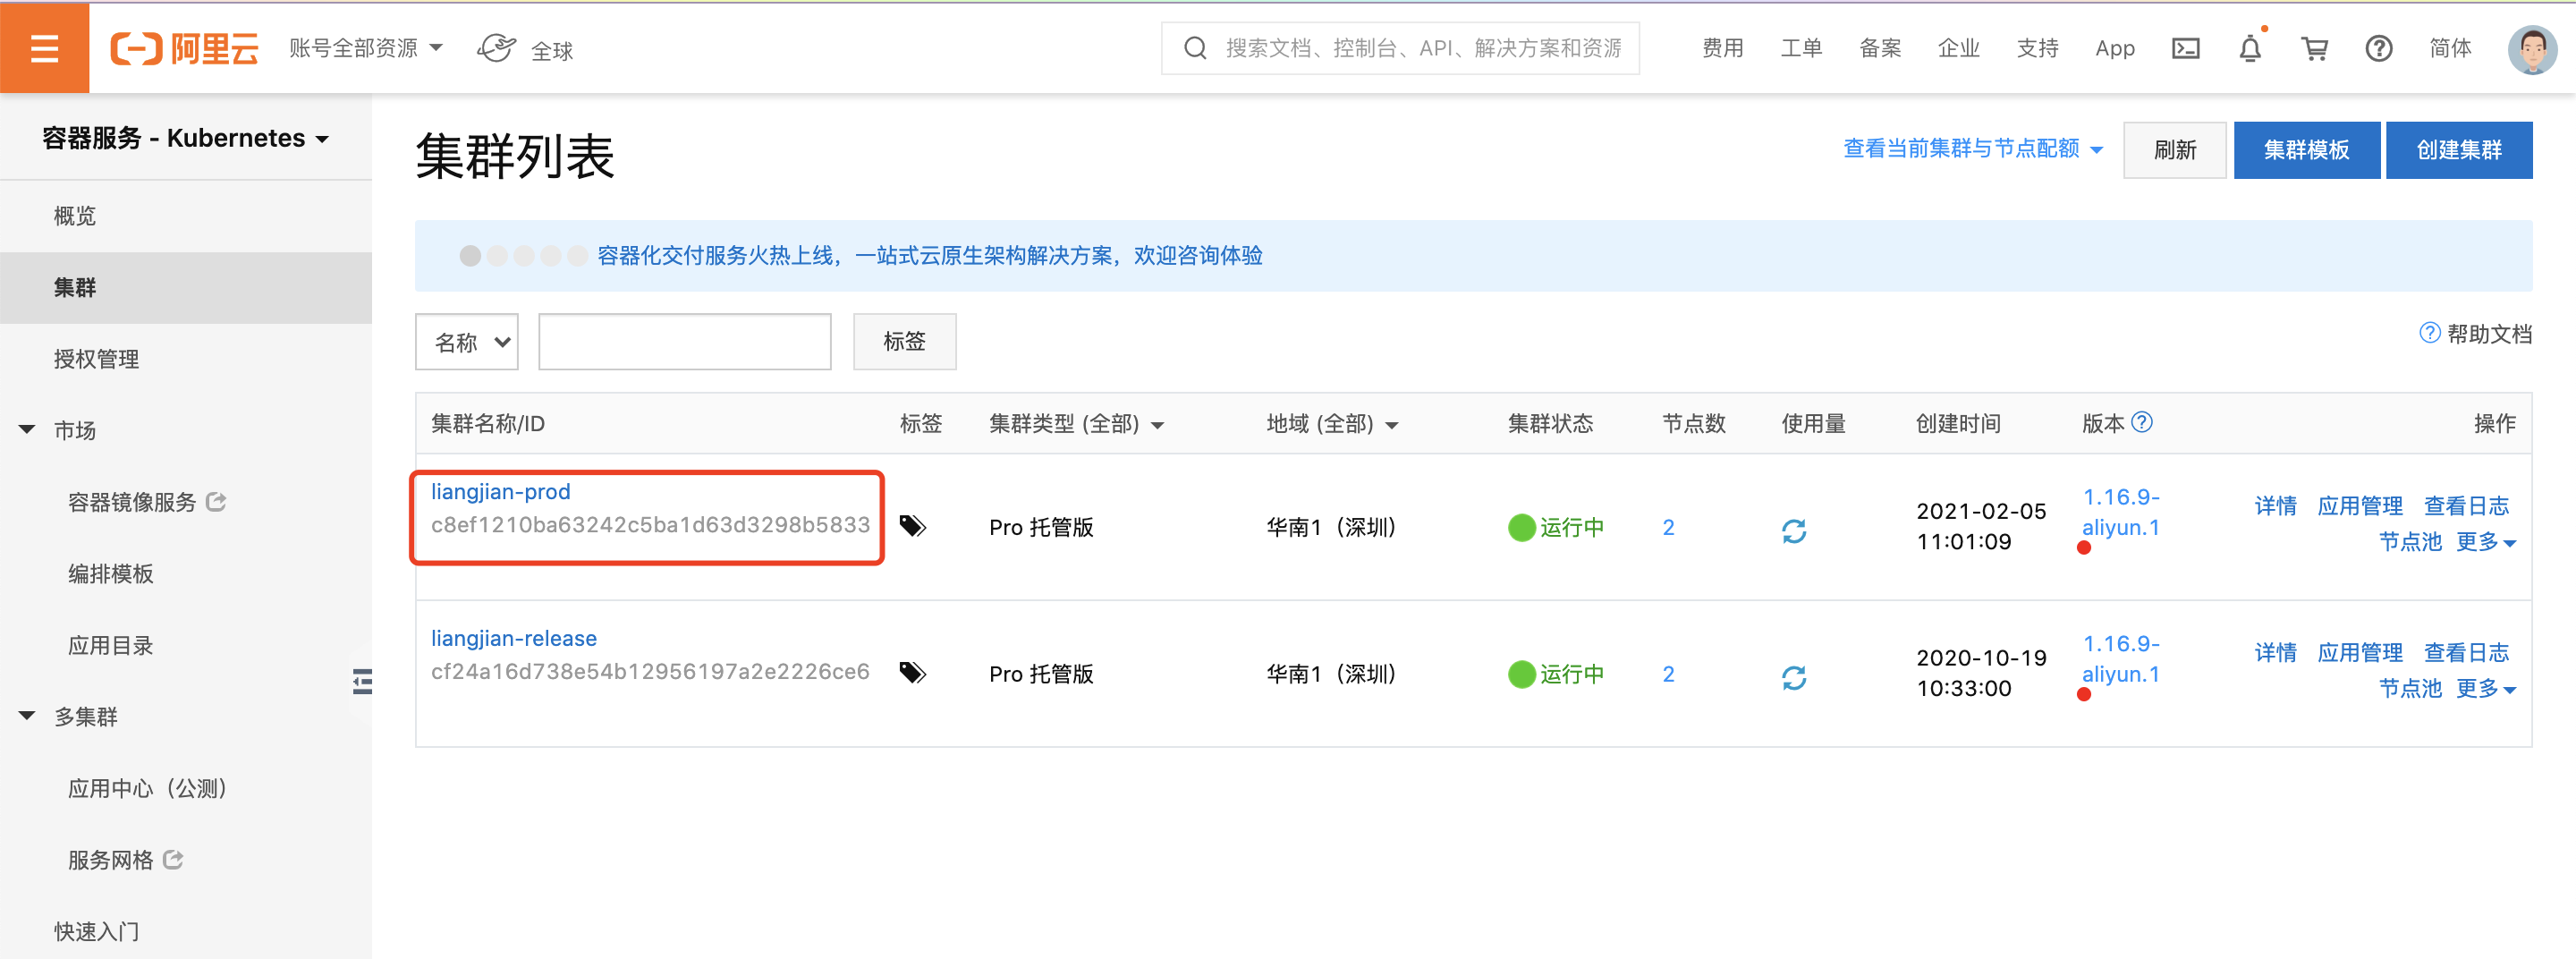 阿里云
账号全部资源
全球
搜索文档、控制台、API、解决方案和资源
费用
工单
备案
企业
支持
App
简体
容器服务 - Kubernetes
概览
集群
授权管理
市场
容器镜像服务
编排模板
应用目录
多集群
应用中心（公测）
服务网格
快速入门
集群列表
查看当前集群与节点配额
刷新
集群模板
创建集群
容器化交付服务火热上线，一站式云原生架构解决方案，欢迎咨询体验
名称
标签
帮助文档
集群名称/ID
标签
集群类型 (全部)
地域 (全部)
集群状态
节点数
使用量
创建时间
版本
操作
liangjian-prod
c8ef1210ba63242c5ba1d63d3298b5833
Pro 托管版
华南1（深圳）
运行中
2
2021-02-05
11:01:09
1.16.9-
aliyun.1
详情 应用管理 查看日志
节点池 更多
liangjian-release
cf24a16d738e54b12956197a2e2226ce6
Pro 托管版
华南1（深圳）
运行中
2
2020-10-19
10:33:00
1.16.9-
aliyun.1
详情 应用管理 查看日志
节点池 更多